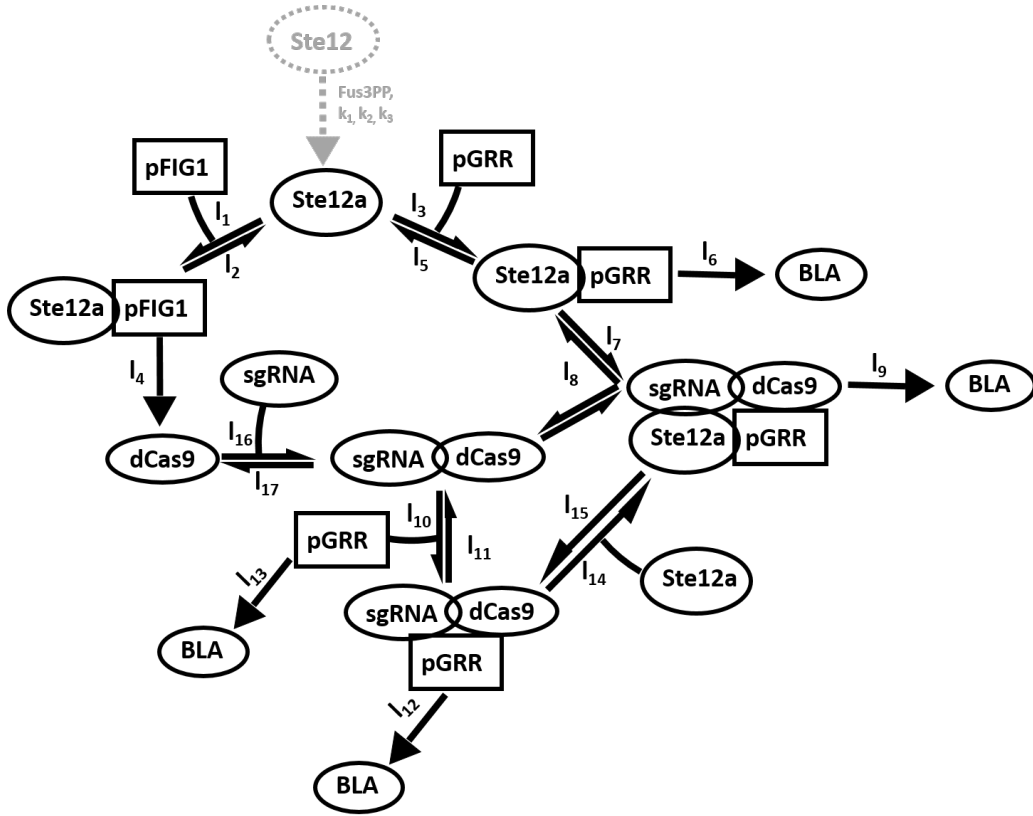 Ste12
Fus3PP,
k1, k2, k3
pFIG1
pGRR
Ste12a
l1
l3
l2
l5
l6
Ste12a
pGRR
BLA
Ste12a
pFIG1
l7
l4
sgRNA
l8
l9
sgRNA
dCas9
BLA
l16
dCas9
Ste12a
pGRR
sgRNA
dCas9
l17
l10
l15
pGRR
l11
l14
Ste12a
l13
sgRNA
dCas9
BLA
pGRR
l12
BLA